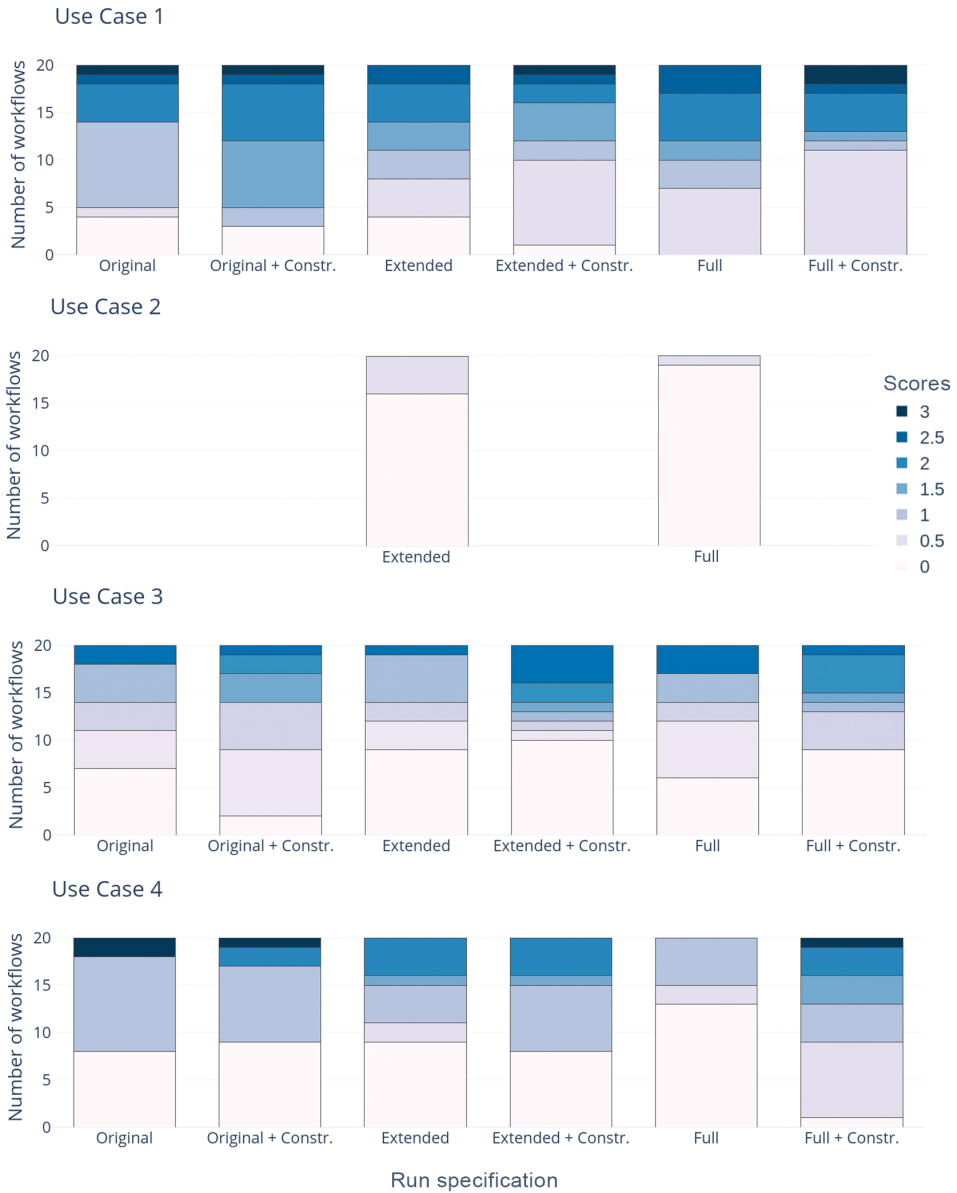 Use Case 1
Number of workflows
20
15
10
5
0
Original
Original + Constr.
Extended
Extended + Constr.
Full
Full + Constr.
Use Case 2
Number of workflows
20
15
10
5
0
Extended
Full
Scores
3
2.5
2
1.5
1
0.5
0
Use Case 3
Number of workflows
20
15
10
5
0
Original
Original + Constr.
Extended
Extended + Constr.
Full
Full + Constr.
Use Case 4
Number of workflows
20
15
10
5
0
Original
Original + Constr.
Extended
Extended + Constr.
Full
Full + Constr.
Run specification